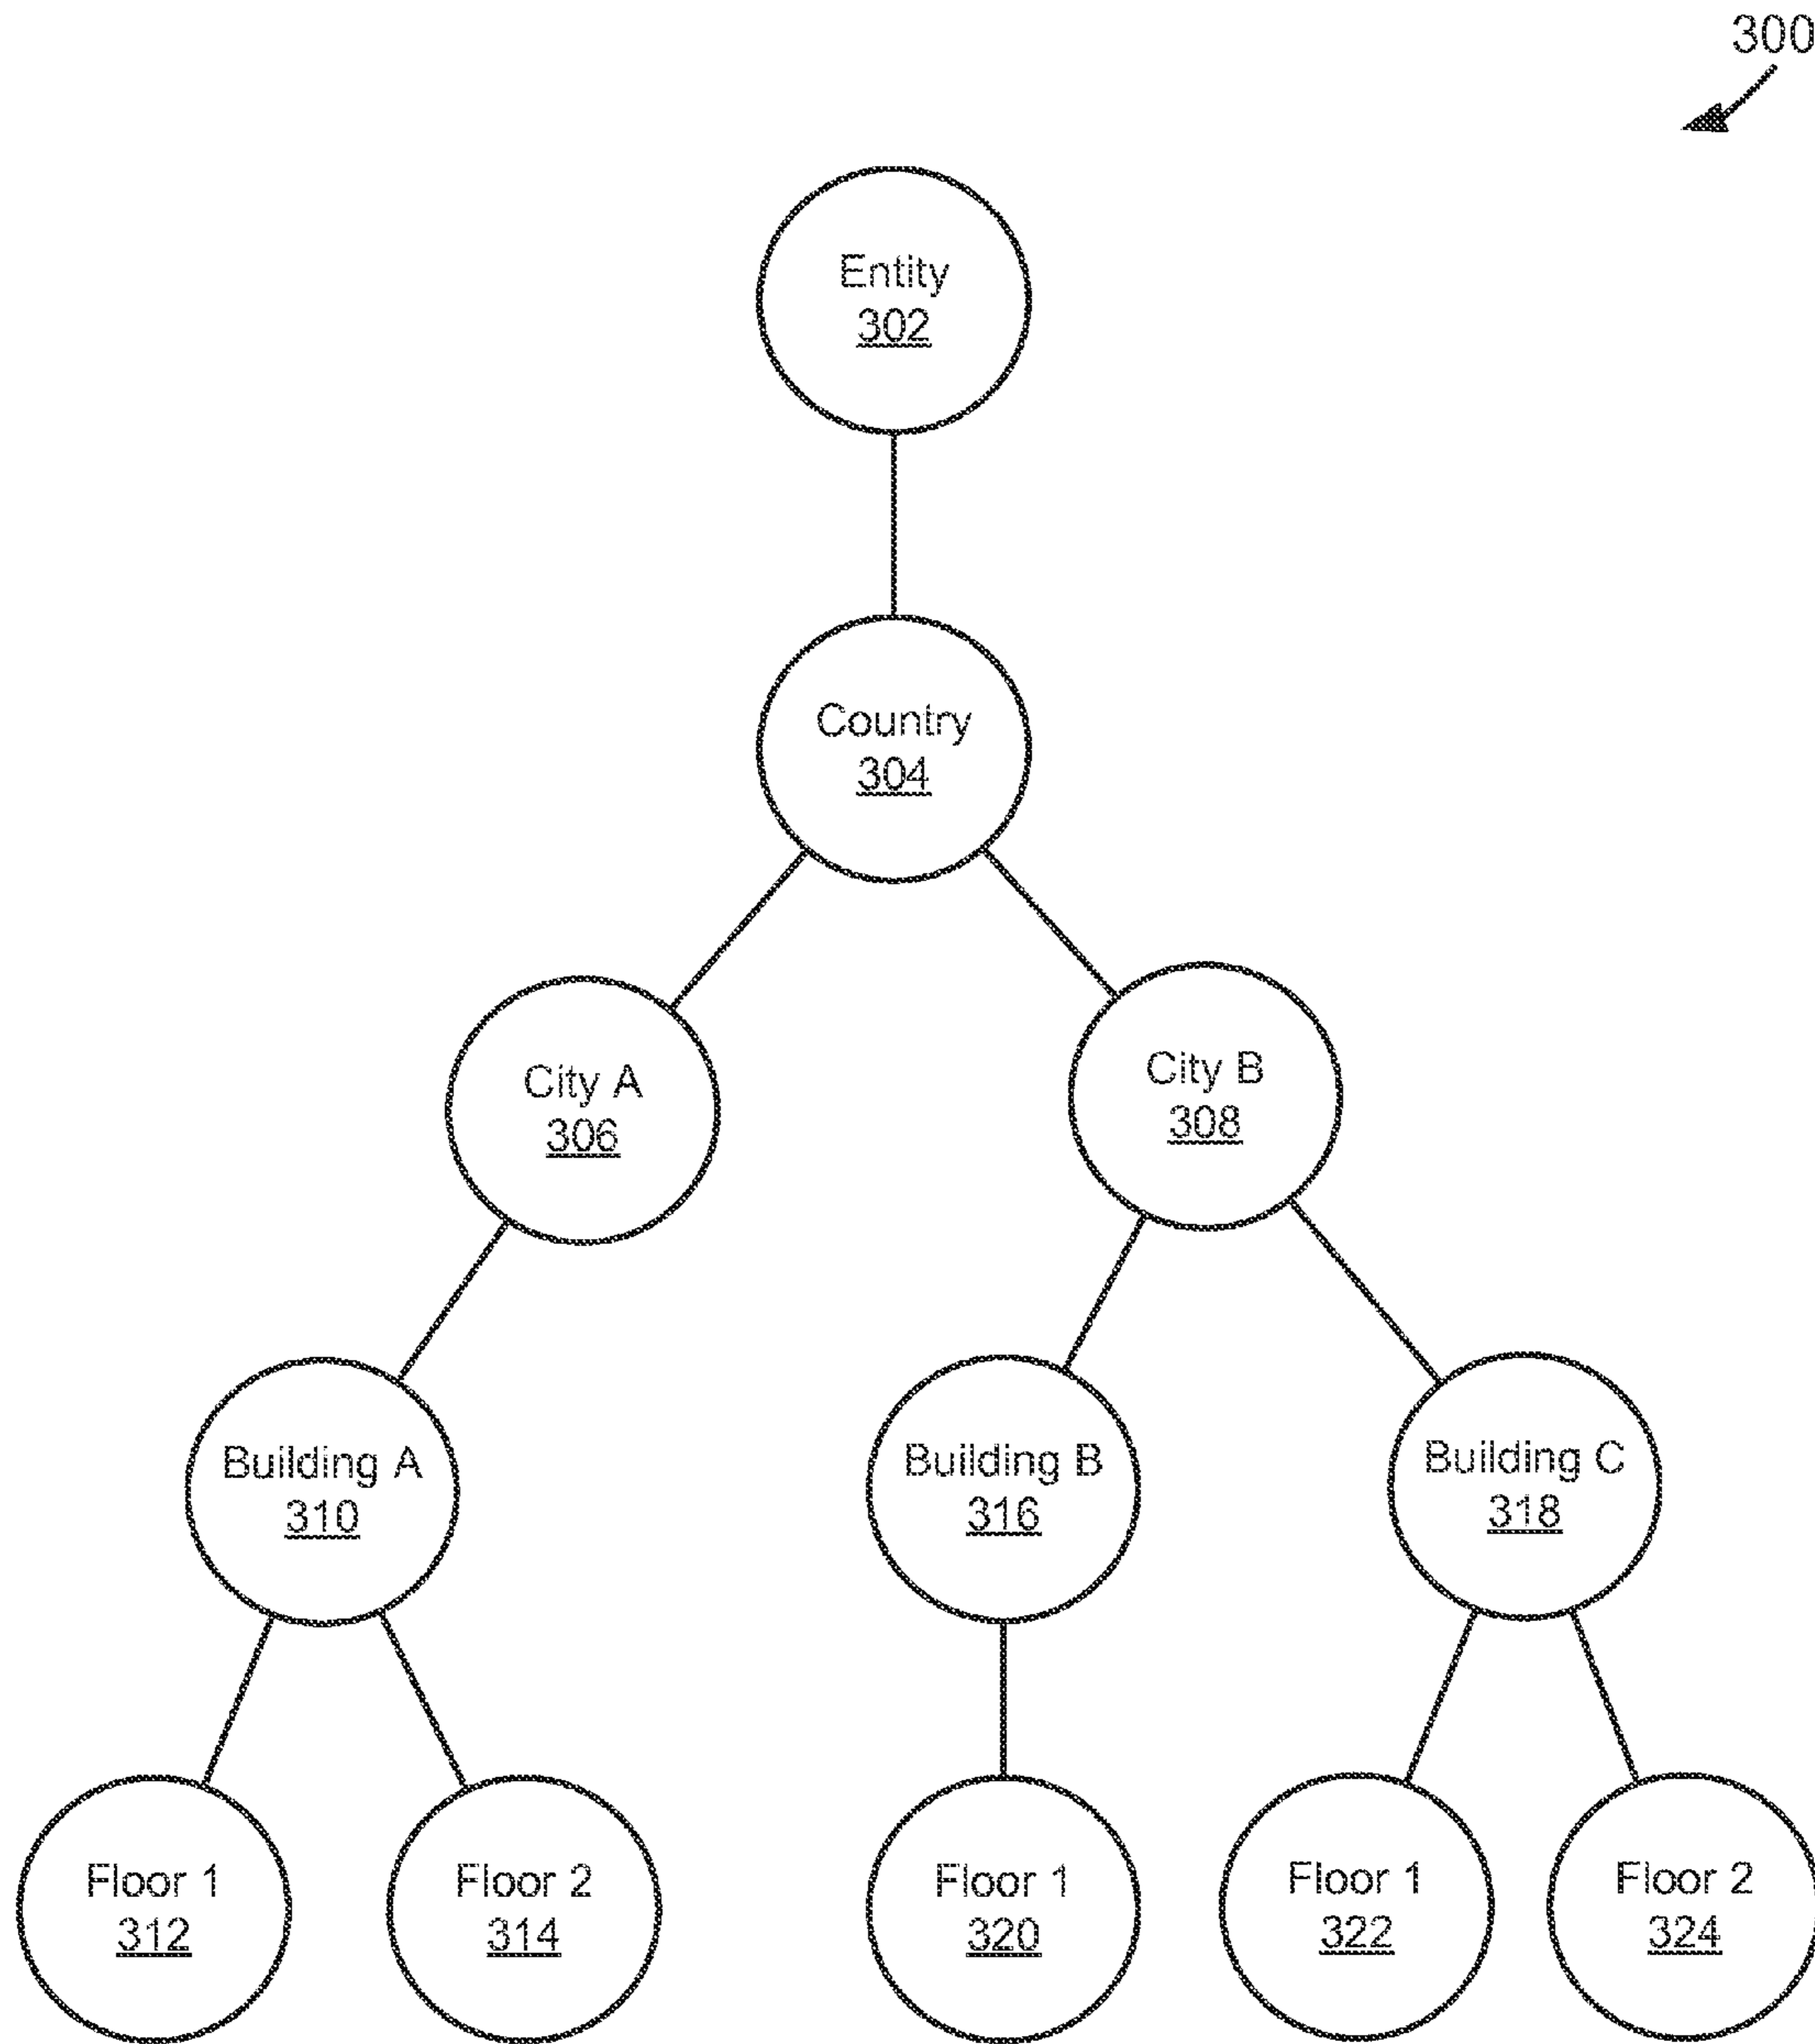 300
Entity
302
Country
304
City A
306
City B
308
Building A
310
Building B
316
Building C
318
Floor 1
312
Floor 2
314
Floor 1
320
Floor 1
322
Floor 2
324